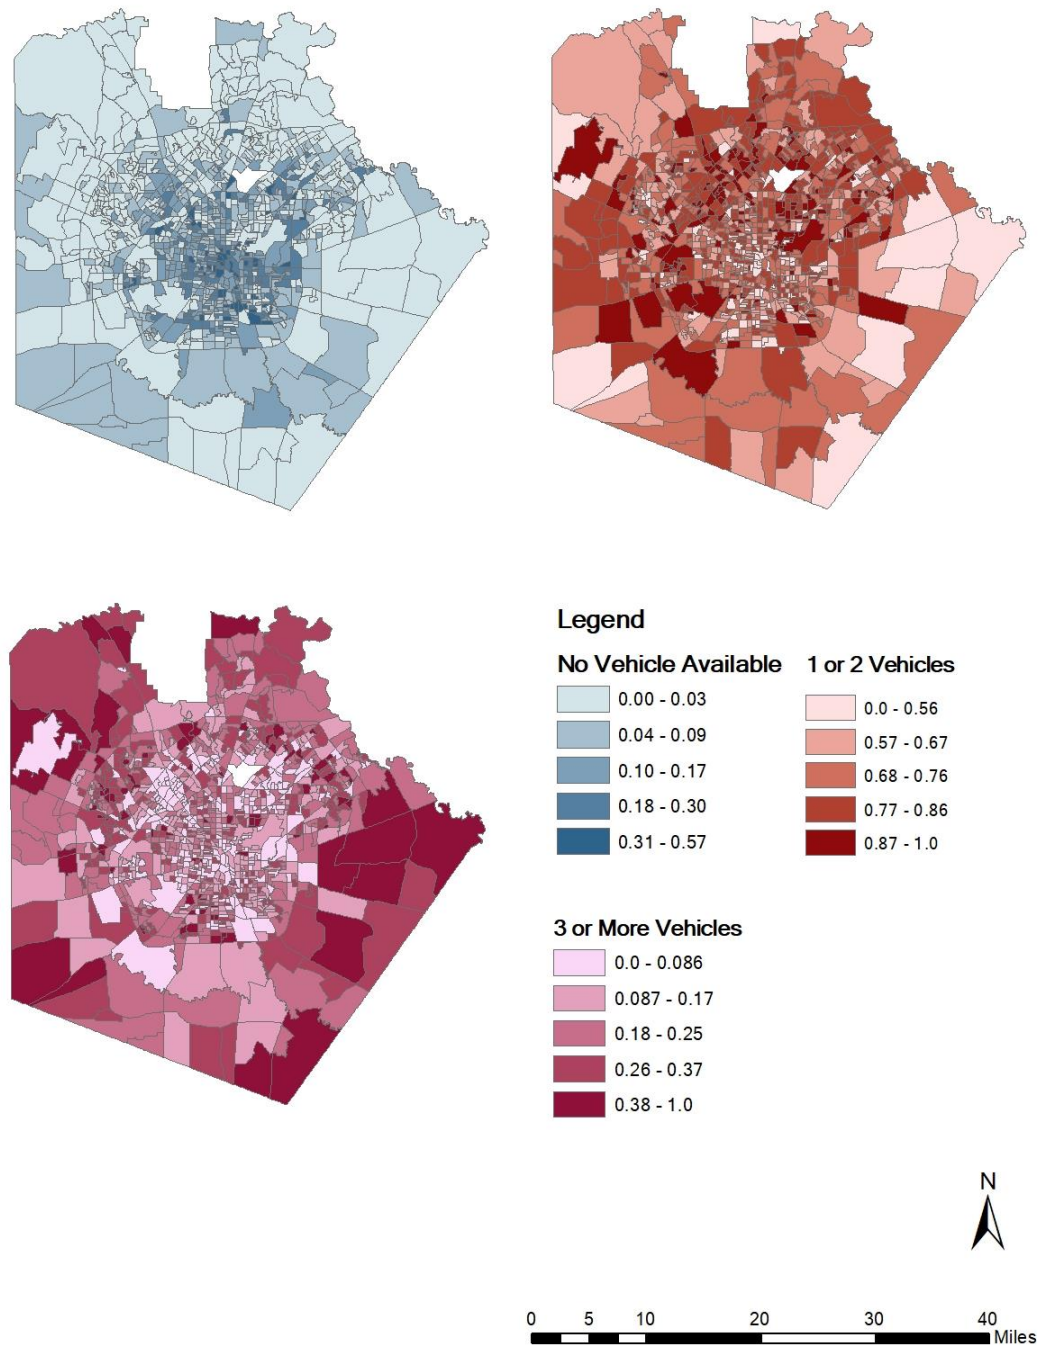 Legend
No Vehicle Available
0.00 - 0.03
0.04 - 0.09
0.10 - 0.17
0.18 - 0.30
0.31 - 0.57
1 or 2 Vehicles
0.0 - 0.56
0.57 - 0.67
0.68 - 0.76
0.77 - 0.86
0.87 - 1.0
3 or More Vehicles
0.0 - 0.086
0.087 - 0.17
0.18 - 0.25
0.26 - 0.37
0.38 - 1.0
N
0 5 10 20 30 40
Miles